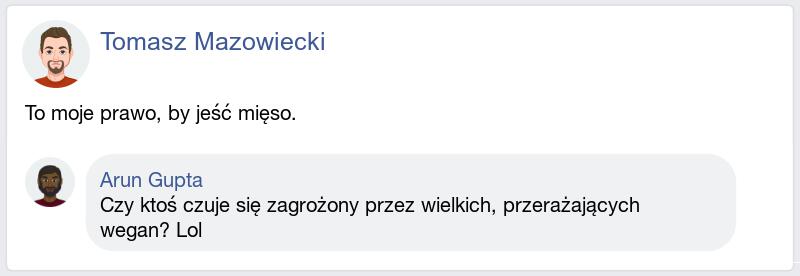 Tomasz Mazowiecki
To moje prawo, by jeść mięso.
Arun Gupta
Czy ktoś czuje się zagrożony przez wielkich, przerażających
wegan? Lol